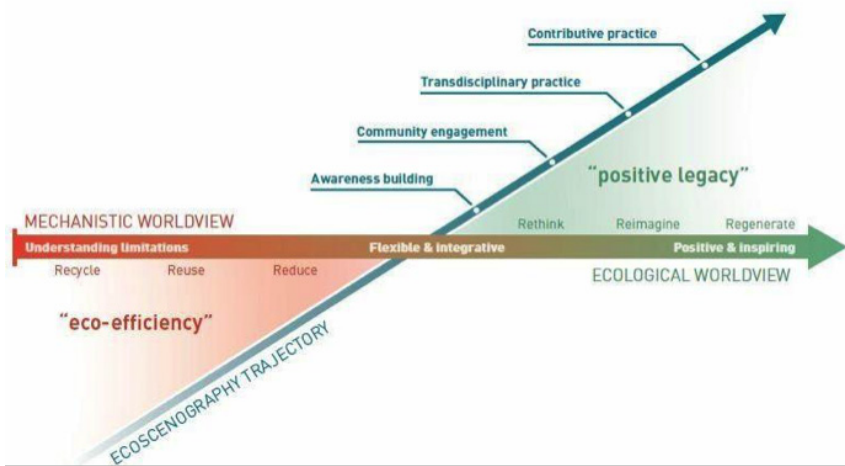 Contributive practice
Transdisciplinary practice
Community engagement
Awareness building
“positive legacy”
MECHANISTIC WORLDVIEW
Rethink
Reimagine
Regenerate
Understanding limitations
Flexible & integrative
Positive & inspiring
Recycle
Reuse
Reduce
ECOLOGICAL WORLDVIEW
“eco-efficiency”
ECOSCENOGRAPHY TRAJECTORY